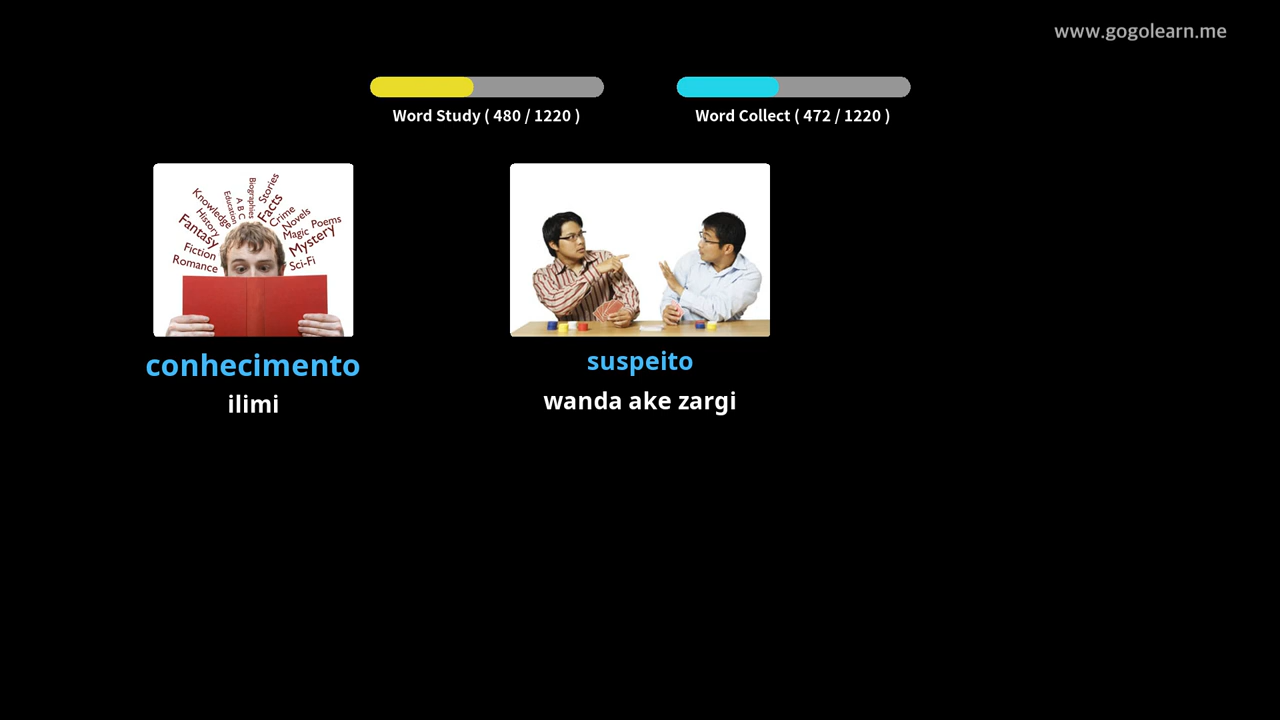 www.gogolearn.me
Word Study ( 480 / 1220 )
Word Collect ( 472 / 1220 )
Knowledge
History
Fantasy
Fiction
Romance
Education
A B C
Biographies
Stories
Facts
Crime
Novels
Magic
Poems
Mystery
Sci-Fi
conhecimento
ilimi
suspeito
wanda ake zargi